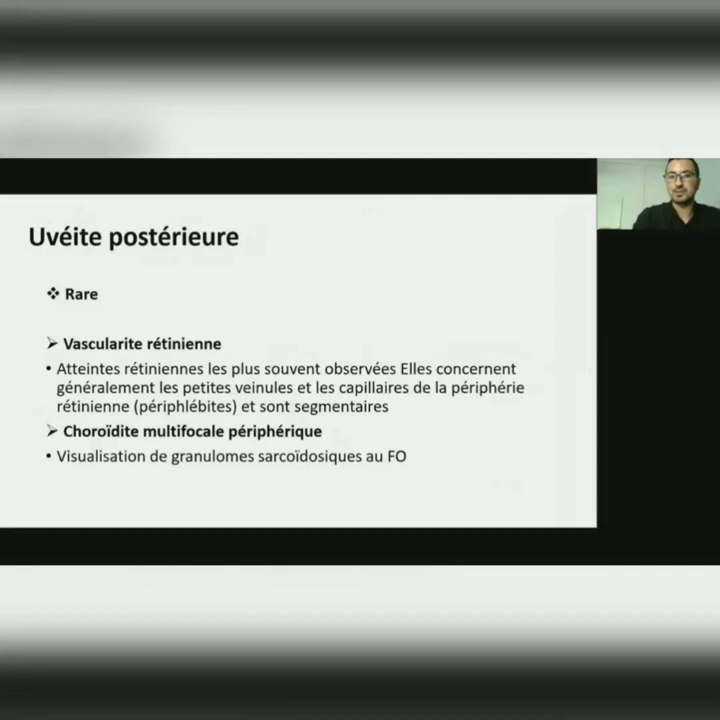 Uvéite postérieure
❖ Rare
➢ Vascularite rétinienne
• Atteintes rétiniennes les plus souvent observées Elles concernent
généralement les petites veinules et les capillaires de la périphérie
rétinienne (périphlébites) et sont segmentaires
➢ Choroïdite multifocale périphérique
• Visualisation de granulomes sarcoïdosiques au FO